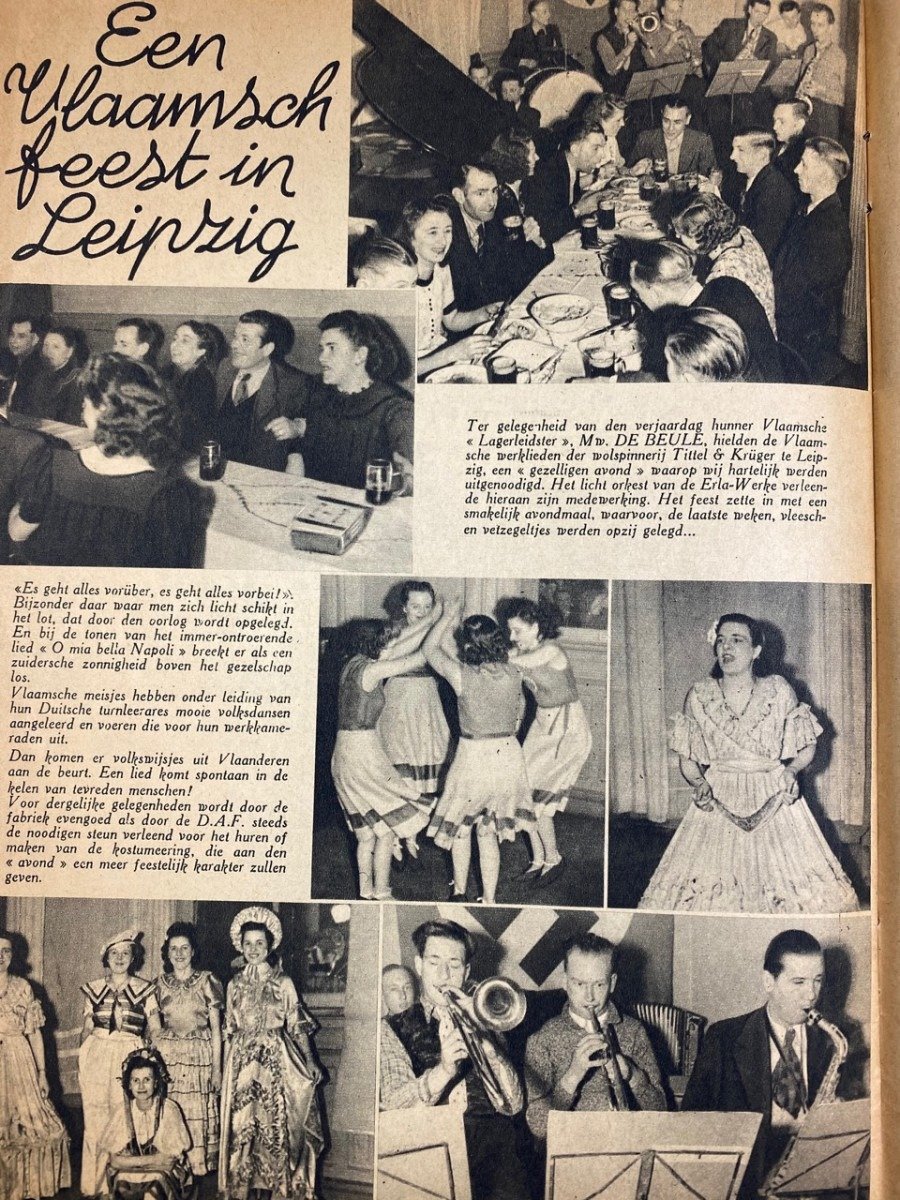 Een
Vlaamsch
feest in
Leipzig
Ter gelegenheid van den verjaardag hunner Vlaamsche
« Lagerleidster », Mw. DE BEULE, hielden de Vlaam-
sche werklieden der wolspinnerij Tittel & Krüger te Leip-
zig, een « gezelligen avond » waarop wij hartelijk werden
uitgenoodigd. Het licht orkest van de Erla-Werke verleen-
de hieraan zijn medewerking. Het feest zette in met een
smakelijk avondmaal, waarvoor, de laatste weken, vleesch-
en vetzegeltjes werden opzij gelegd...
«Es geht alles vorüber, es geht alles vorbei!».
Bijzonder daar waar men zich licht schikt in
het lot, dat door den oorlog wordt opgelegd.
En bij de tonen van het immer-ontroerende
lied « O mia bella Napoli » breekt er als een
zuidersche zonnigheid boven het gezelschap
los.
Vlaamsche meisjes hebben onder leiding van
hun Duitsche turnleerares mooie volksdansen
aangeleerd en voeren die voor hun werkkame-
raden uit.
Dan komen er volkswijsjes uit Vlaanderen
aan de beurt. Een lied komt spontaan in de
kelen van tevreden menschen!
Voor dergelijke gelegenheden wordt door de
fabriek evengoed als door de D.A.F. steeds
de noodigen steun verleend voor het huren of
maken van de kostumeering, die aan den
« avond » een meer feestelijk karakter zullen
geven.